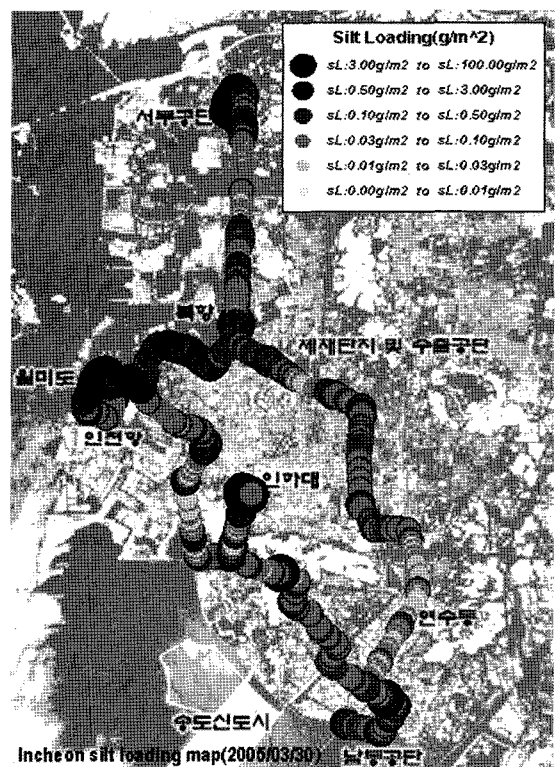 Silt Loading(g/m^2)
sL:3.00g/m2 to sL:100.00g/m2
sL:0.50g/m2 to sL:3.00g/m2
sL:0.10g/m2 to sL:0.50g/m2
sL:0.03g/m2 to sL:0.10g/m2
sL:0.01g/m2 to sL:0.03g/m2
sL:0.00g/m2 to sL:0.01g/m2
서부공단
북항
세재단지 및 수출공단
월미도
인천항
인하대
연수동
송도신도시
남동공단
Incheon silt loading map(2005/03/30)